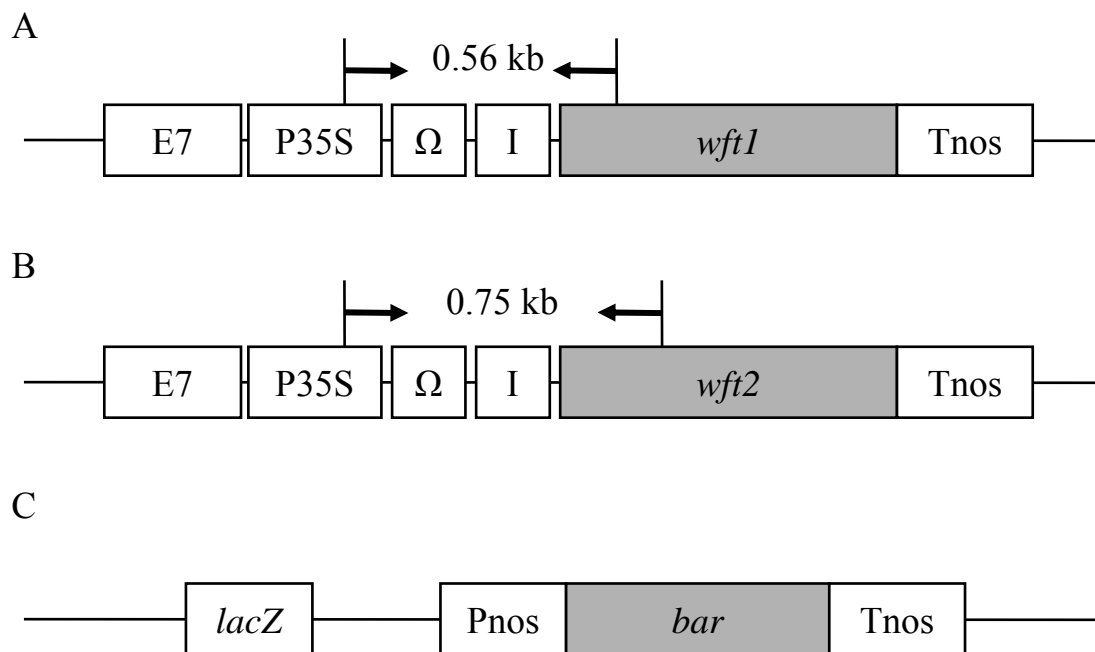 A
0.56 kb
E7 P35S Ω I wft1 Tnos
B
0.75 kb
E7 P35S Ω I wft2 Tnos
C
lacZ Pnos bar Tnos